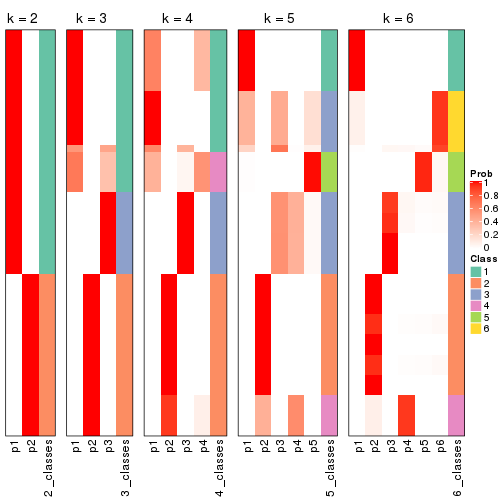 k = 2
k = 3
k = 4
k = 5
k = 6
Prob
1
0.8
0.6
0.4
0.2
0
Class
1
2
3
4
5
6
p1
p2
2_classes
p1
p2
p3
3_classes
p1
p2
p3
p4
4_classes
p1
p2
p3
p4
p5
5_classes
p1
p2
p3
p4
p5
p6
6_classes